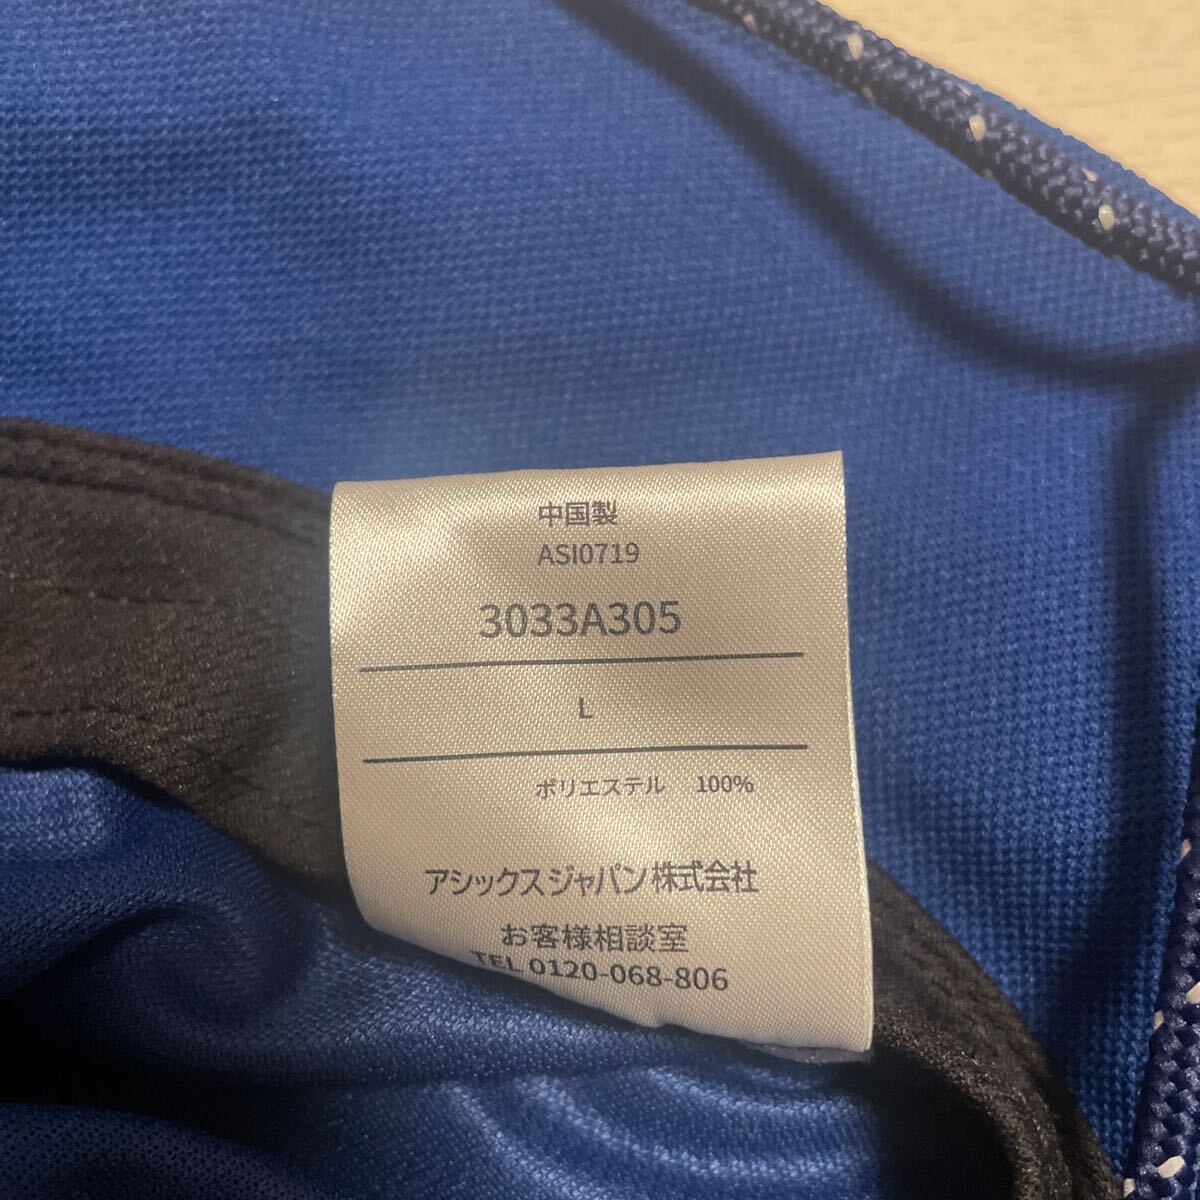 中国製
ASI0719
3033A305
L
ポリエステル 100%
アシックスジャパン株式会社
お客様相談室
TEL 0120-068-806